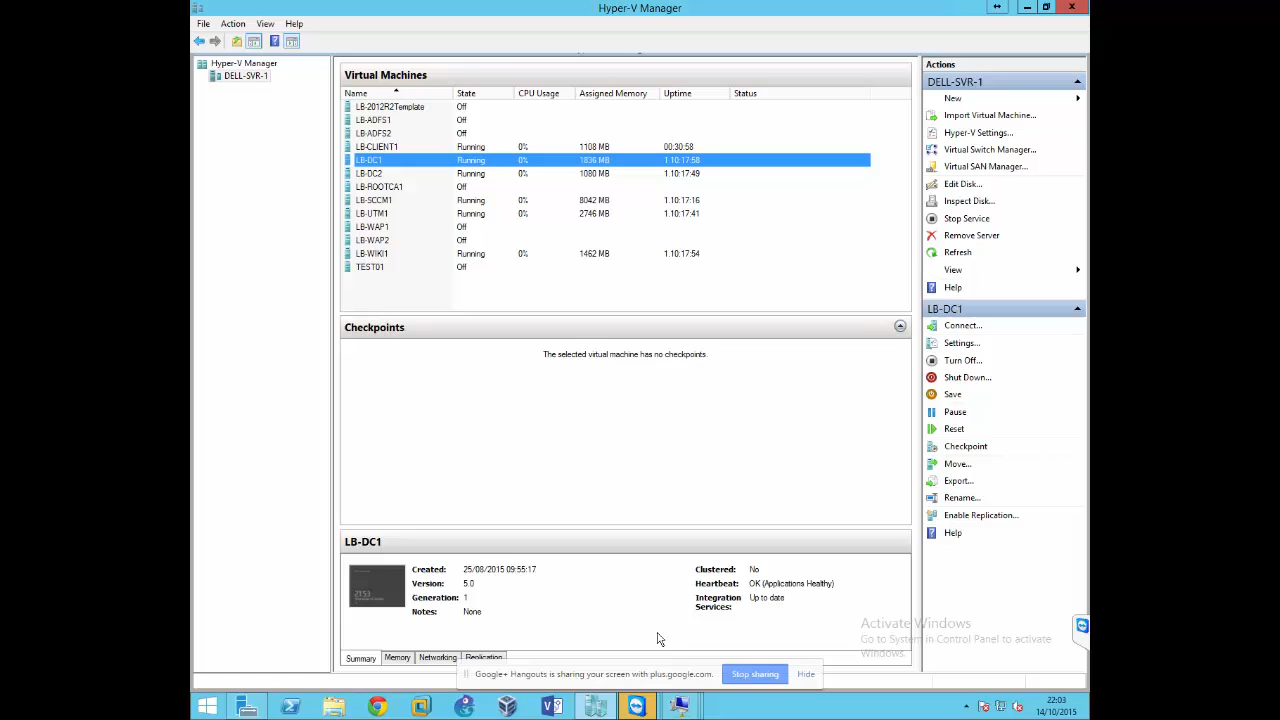 Hyper-V Manager
File Action View Help
Hyper-V Manager
DELL-SVR-1
Virtual Machines
Name State CPU Usage Assigned Memory Uptime Status
LB-2012R2Template Off
LB-ADFS1 Off
LB-ADFS2 Off
LB-CLIENT1 Running 0% 1108 MB 00:30:58
LB-DC1 Running 0% 1836 MB 1.10:17:58
LB-DC2 Running 0% 1080 MB 1.10:17:49
LB-ROOTCA1 Off
LB-SCCM1 Running 0% 8042 MB 1.10:17:16
LB-UTM1 Running 0% 2746 MB 1.10:17:41
LB-WAP1 Off
LB-WAP2 Off
LB-WIKI1 Running 0% 1462 MB 1.10:17:54
TEST01 Off
Checkpoints
The selected virtual machine has no checkpoints.
LB-DC1
Created: 25/08/2015 09:55:17 Clustered: No
Version: 5.0 Heartbeat: OK (Applications Healthy)
Generation: 1 Integration Services: Up to date
Notes: None
21:53
Summary Memory Networking Replication
Actions
DELL-SVR-1
New
Import Virtual Machine...
Hyper-V Settings...
Virtual Switch Manager...
Virtual SAN Manager...
Edit Disk...
Inspect Disk...
Stop Service
Remove Server
Refresh
View
Help
LB-DC1
Connect...
Settings...
Turn Off...
Shut Down...
Save
Pause
Reset
Checkpoint
Move...
Export...
Rename...
Enable Replication...
Help
Activate Windows
Go to System in Control Panel to activate
Windows.
Google+ Hangouts is sharing your screen with plus.google.com. Stop sharing Hide
22:03
14/10/2015